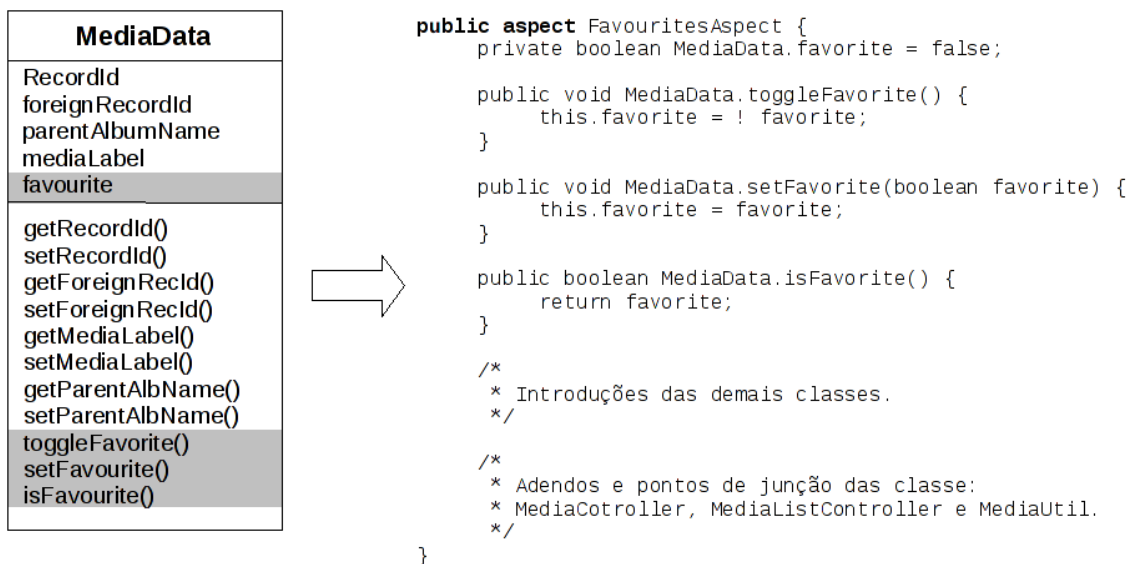 MediaData
RecordId
foreignRecordId
parentAlbumName
mediaLabel
favourite
getRecordId()
setRecordId()
getForeignRecId()
setForeignRecId()
getMediaLabel()
setMediaLabel()
getParentAlbName()
setParentAlbName()
toggleFavorite()
setFavourite()
isFavourite()
public aspect FavouritesAspect {
private boolean MediaData.favorite = false;
public void MediaData.toggleFavorite() {
this.favorite = ! favorite;
}
public void MediaData.setFavorite(boolean favorite) {
this.favorite = favorite;
}
public boolean MediaData.isFavorite() {
return favorite;
}
/*
* Introduções das demais classes.
*/
/*
* Adendos e pontos de junção das classe:
* MediaCotroller, MediaListController e MediaUtil.
*/
}